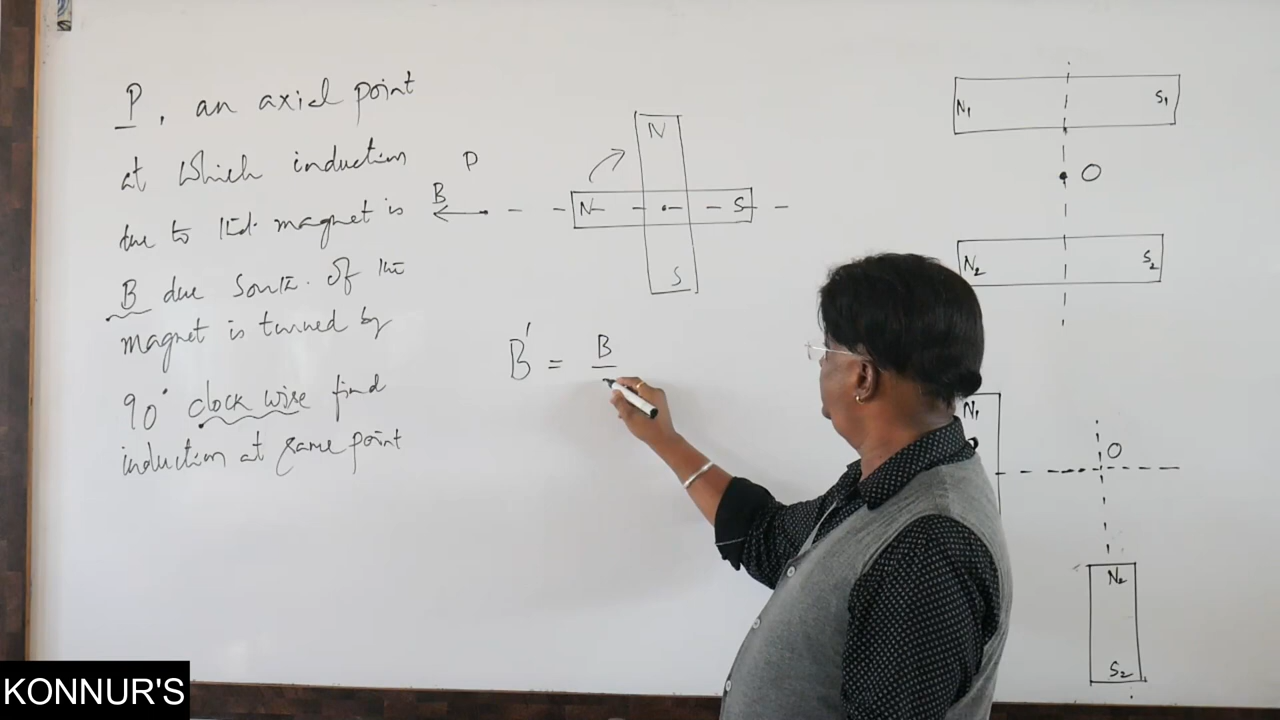 P, an axial point
at which induction
due to the magnet is
B due South. If the
magnet is turned by
90° clock wise find
induction at same point
P
B
N
N S
S
B' = B
N₁ S₁
O
N₂ S₂
N₁
O
N₂
S₂
KONNUR'S